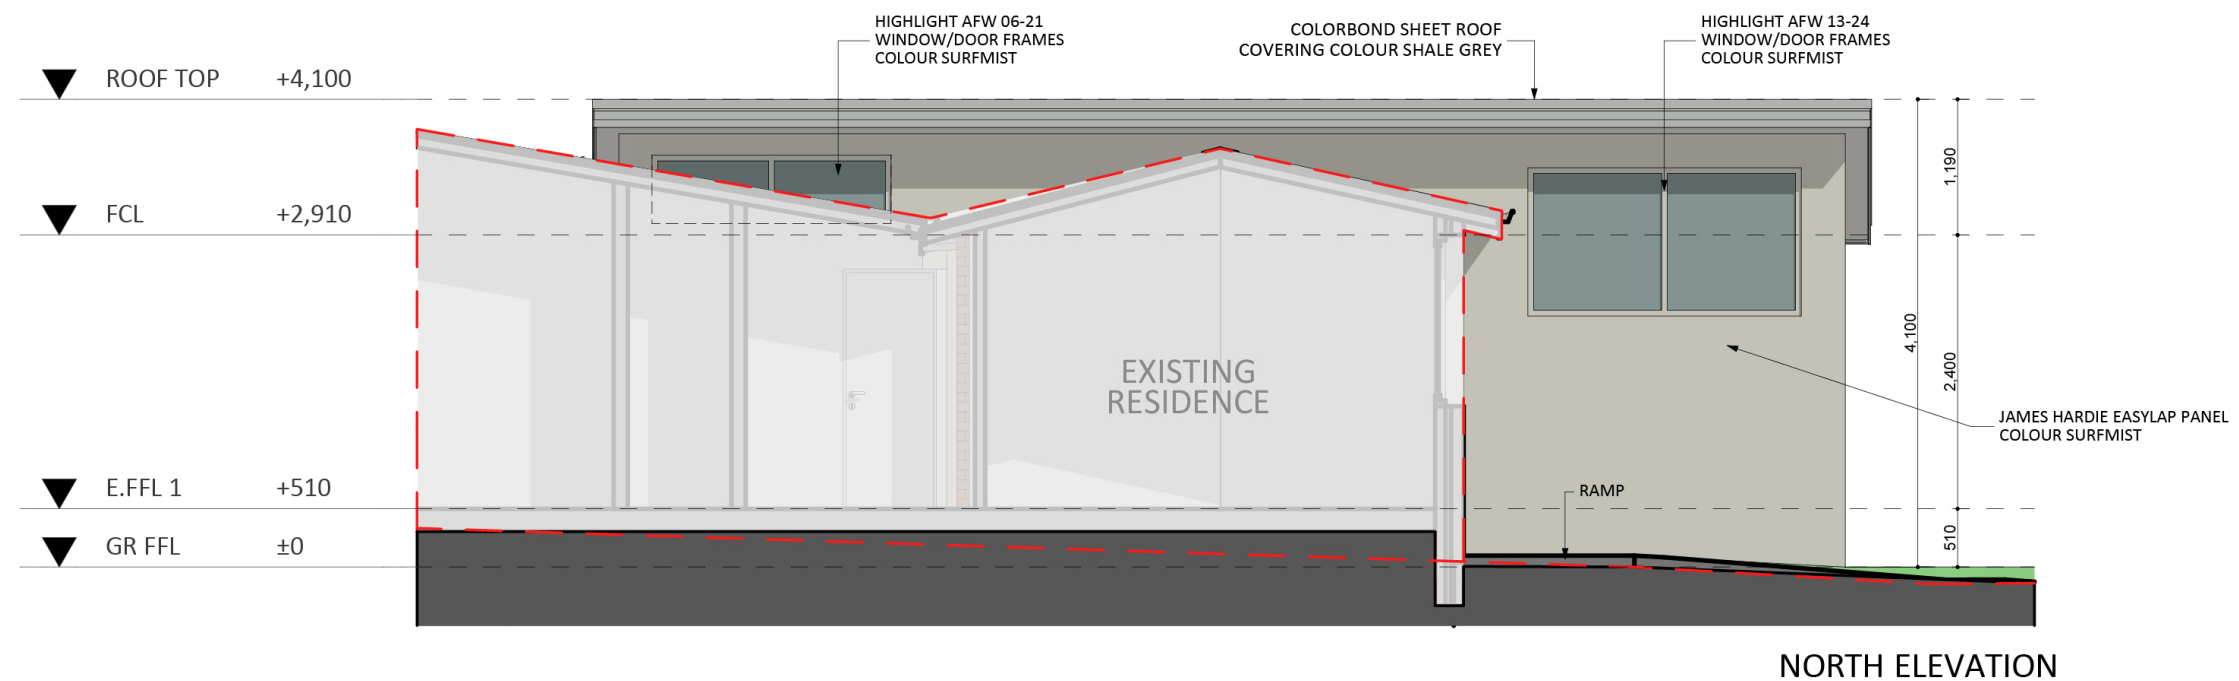 HIGHLIGHT AFW 06-21
WINDOW/DOOR FRAMES
COLOUR SURFMIST
COLORBOND SHEET ROOF
COVERING COLOUR SHALE GREY
HIGHLIGHT AFW 13-24
WINDOW/DOOR FRAMES
COLOUR SURFMIST
ROOF TOP +4,100
FCL +2,910
E.FFL 1 +510
GR FFL ±0
EXISTING
RESIDENCE
RAMP
1,190
4,100
2,400
510
JAMES HARDIE EASYLAP PANEL
COLOUR SURFMIST
NORTH ELEVATION